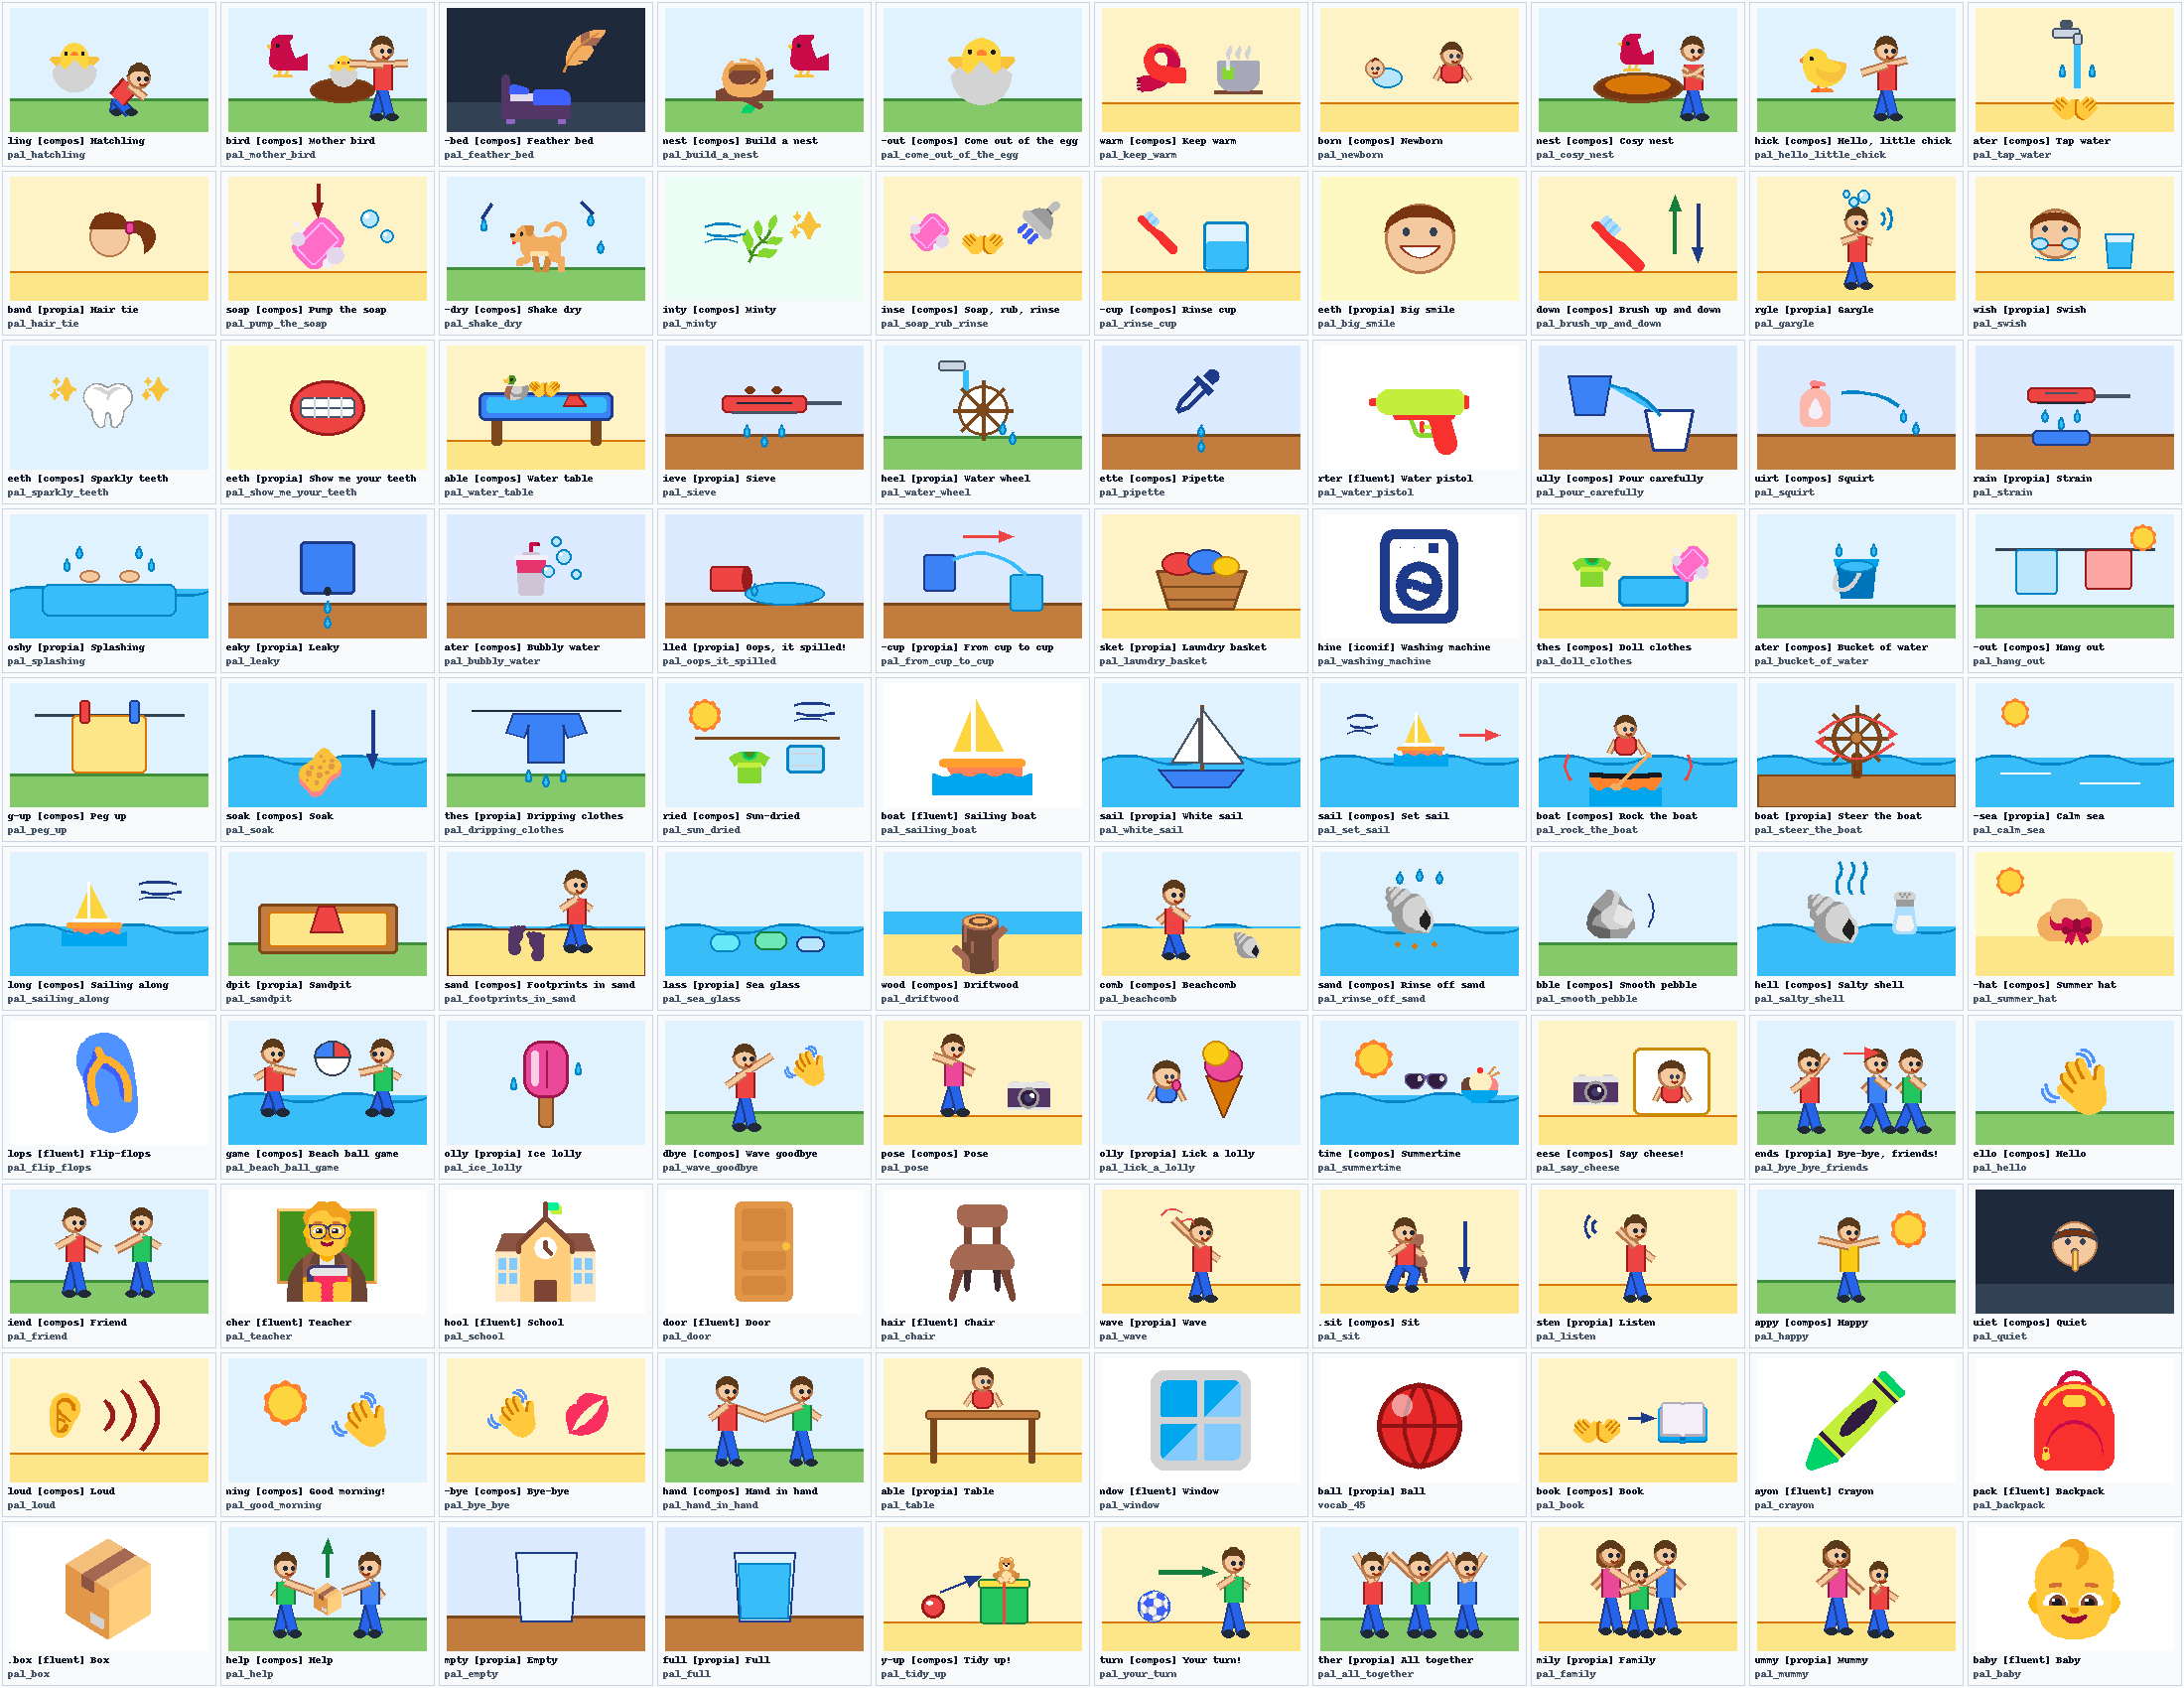 ling [compos] Hatchling
pal_hatchling
bird [compos] Mother bird
pal_mother_bird
-bed [compos] Feather bed
pal_feather_bed
nest [compos] Build a nest
pal_build_a_nest
-out [compos] Come out of the egg
pal_come_out_of_the_egg
warm [compos] Keep warm
pal_keep_warm
born [compos] Newborn
pal_newborn
nest [compos] Cosy nest
pal_cosy_nest
hick [compos] Hello, little chick
pal_hello_little_chick
ater [compos] Tap water
pal_tap_water
band [propia] Hair tie
pal_hair_tie
soap [compos] Pump the soap
pal_pump_the_soap
-dry [compos] Shake dry
pal_shake_dry
inty [compos] Minty
pal_minty
inse [compos] Soap, rub, rinse
pal_soap_rub_rinse
-cup [compos] Rinse cup
pal_rinse_cup
eeth [propia] Big smile
pal_big_smile
down [compos] Brush up and down
pal_brush_up_and_down
rgle [propia] Gargle
pal_gargle
wish [propia] Swish
pal_swish
eeth [compos] Sparkly teeth
pal_sparkly_teeth
eeth [propia] Show me your teeth
pal_show_me_your_teeth
able [compos] Water table
pal_water_table
ieve [propia] Sieve
pal_sieve
heel [propia] Water wheel
pal_water_wheel
ette [compos] Pipette
pal_pipette
rter [fluent] Water pistol
pal_water_pistol
ully [compos] Pour carefully
pal_pour_carefully
uirt [compos] Squirt
pal_squirt
rain [propia] Strain
pal_strain
oshy [propia] Splashing
pal_splashing
eaky [propia] Leaky
pal_leaky
ater [compos] Bubbly water
pal_bubbly_water
lled [propia] Oops, it spilled!
pal_oops_it_spilled
-cup [propia] From cup to cup
pal_from_cup_to_cup
sket [propia] Laundry basket
pal_laundry_basket
hine [iconif] Washing machine
pal_washing_machine
thes [compos] Doll clothes
pal_doll_clothes
ater [compos] Bucket of water
pal_bucket_of_water
-out [compos] Hang out
pal_hang_out
g-up [compos] Peg up
pal_peg_up
soak [compos] Soak
pal_soak
thes [propia] Dripping clothes
pal_dripping_clothes
ried [compos] Sun-dried
pal_sun_dried
boat [fluent] Sailing boat
pal_sailing_boat
sail [propia] White sail
pal_white_sail
sail [compos] Set sail
pal_set_sail
boat [compos] Rock the boat
pal_rock_the_boat
boat [propia] Steer the boat
pal_steer_the_boat
-sea [propia] Calm sea
pal_calm_sea
long [compos] Sailing along
pal_sailing_along
dpit [propia] Sandpit
pal_sandpit
sand [compos] Footprints in sand
pal_footprints_in_sand
lass [propia] Sea glass
pal_sea_glass
wood [compos] Driftwood
pal_driftwood
comb [compos] Beachcomb
pal_beachcomb
sand [compos] Rinse off sand
pal_rinse_off_sand
bble [compos] Smooth pebble
pal_smooth_pebble
hell [compos] Salty shell
pal_salty_shell
-hat [compos] Summer hat
pal_summer_hat
lops [fluent] Flip-flops
pal_flip_flops
game [compos] Beach ball game
pal_beach_ball_game
olly [propia] Ice lolly
pal_ice_lolly
dbye [compos] Wave goodbye
pal_wave_goodbye
pose [compos] Pose
pal_pose
olly [propia] Lick a lolly
pal_lick_a_lolly
time [compos] Summertime
pal_summertime
eese [compos] Say cheese!
pal_say_cheese
ends [propia] Bye-bye, friends!
pal_bye_bye_friends
ello [compos] Hello
pal_hello
iend [compos] Friend
pal_friend
cher [fluent] Teacher
pal_teacher
hool [fluent] School
pal_school
door [fluent] Door
pal_door
hair [fluent] Chair
pal_chair
wave [propia] Wave
pal_wave
.sit [compos] Sit
pal_sit
sten [propia] Listen
pal_listen
appy [compos] Happy
pal_happy
uiet [compos] Quiet
pal_quiet
loud [compos] Loud
pal_loud
ning [compos] Good morning!
pal_good_morning
-bye [compos] Bye-bye
pal_bye_bye
hand [compos] Hand in hand
pal_hand_in_hand
able [propia] Table
pal_table
ndow [fluent] Window
pal_window
ball [propia] Ball
vocab_45
book [compos] Book
pal_book
ayon [fluent] Crayon
pal_crayon
pack [fluent] Backpack
pal_backpack
.box [fluent] Box
pal_box
help [compos] Help
pal_help
mpty [propia] Empty
pal_empty
full [propia] Full
pal_full
y-up [compos] Tidy up!
pal_tidy_up
turn [compos] Your turn!
pal_your_turn
ther [propia] All together
pal_all_together
mily [propia] Family
pal_family
ummy [propia] Mummy
pal_mummy
baby [fluent] Baby
pal_baby